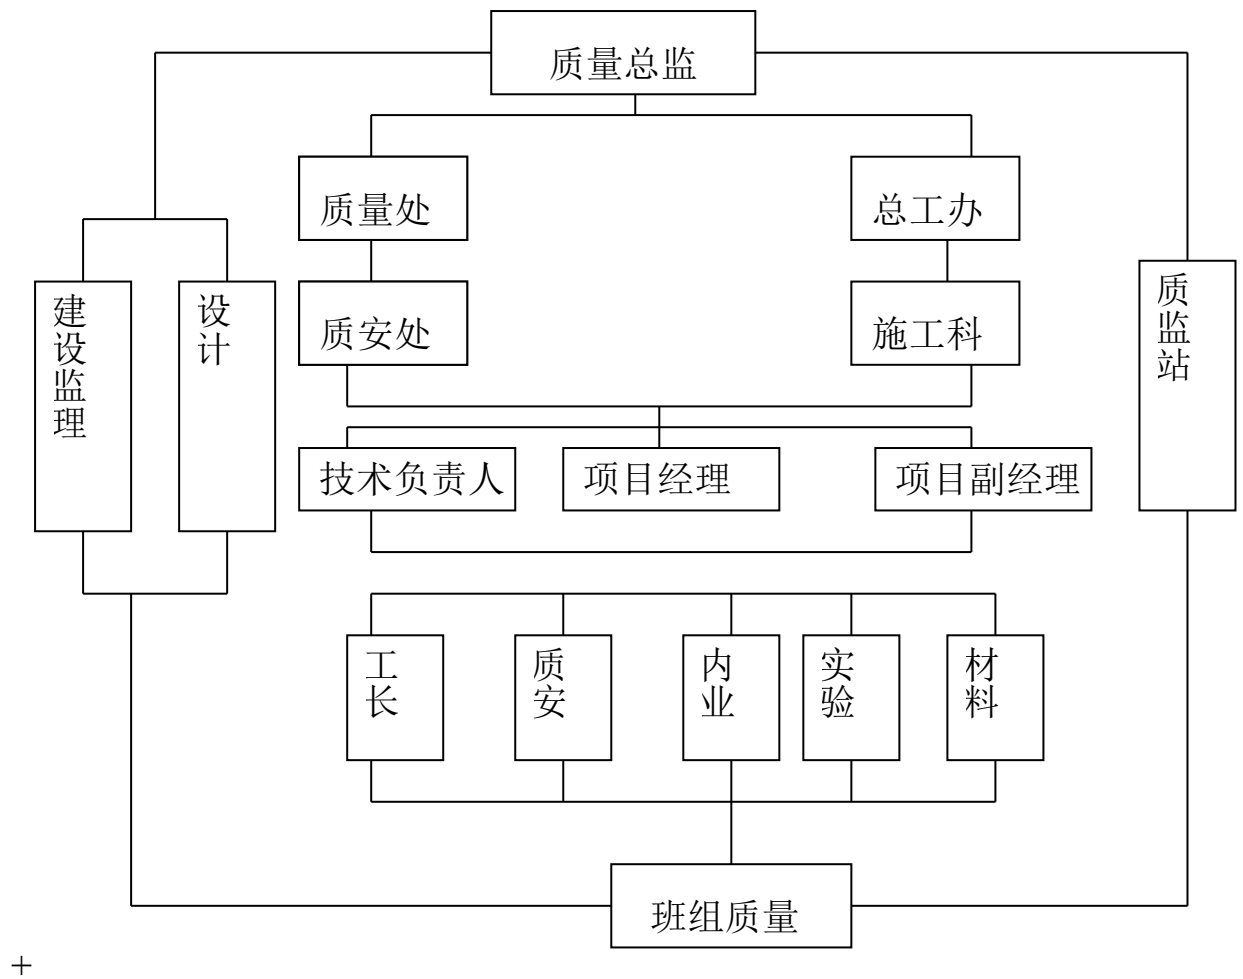 质量总监
质量处
总工办
建设监理
设计
质安处
施工科
质监站
技术负责人
项目经理
项目副经理
工长
质安
内业
实验
材料
班组质量
+